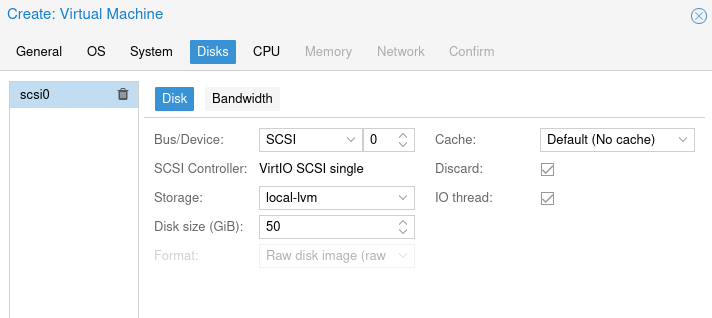 Create: Virtual Machine
General OS System Disks CPU Memory Network Confirm
scsi0
Disk Bandwidth
Bus/Device: SCSI 0 Cache: Default (No cache)
SCSI Controller: VirtIO SCSI single Discard:
Storage: local-lvm IO thread:
Disk size (GiB): 50
Format: Raw disk image (raw